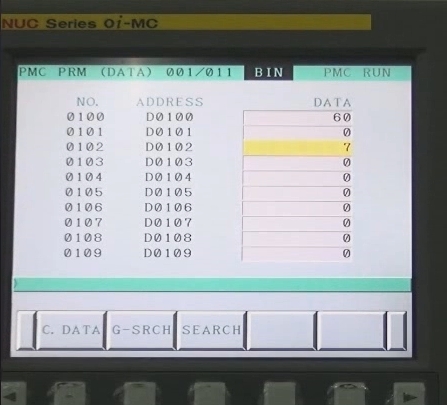 NUC Series 0i-MC
PMC PRM (DATA) 001/011 BIN PMC RUN
NO. ADDRESS DATA
0100 D0100 60
0101 D0101 0
0102 D0102 7
0103 D0103 0
0104 D0104 0
0105 D0105 0
0106 D0106 0
0107 D0107 0
0108 D0108 0
0109 D0109 0
)
C. DATA G-SRCH SEARCH